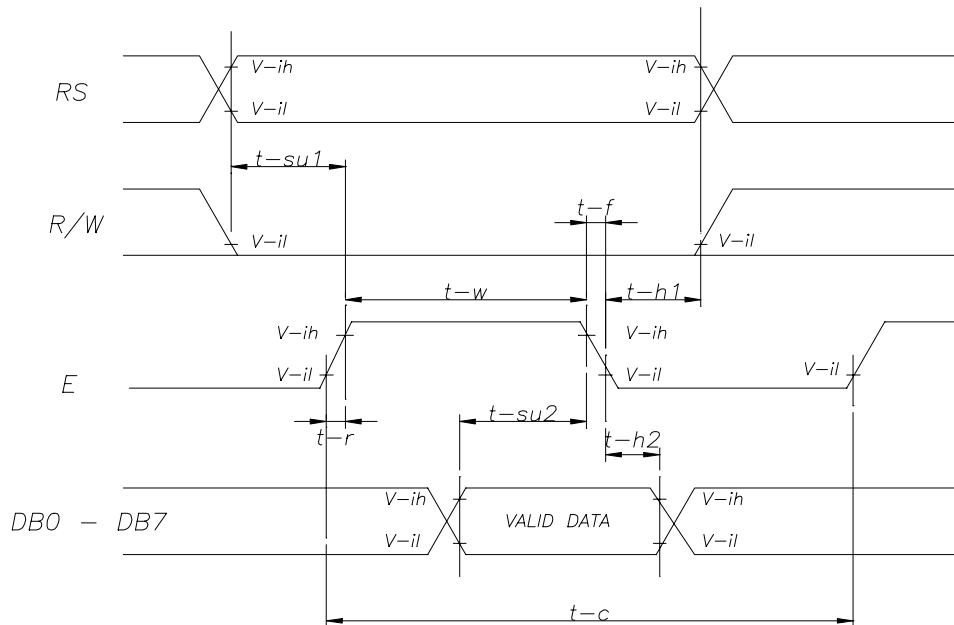 V-ih V-ih
RS
V-il V-il
t-su1
R/W
t-f
V-il V-il
t-w t-h1
V-ih V-ih
E
V-il V-il V-il
t-su2
t-r t-h2
V-ih V-ih
DB0 - DB7 VALID DATA
V-il V-il
t-c